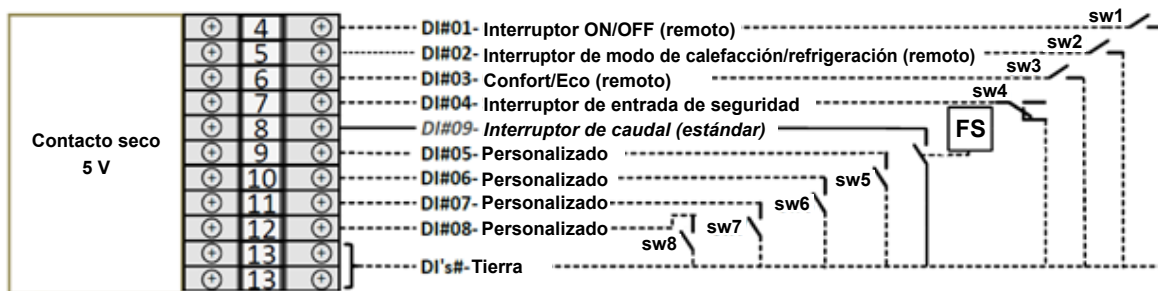 sw1
4 DI#01- Interruptor ON/OFF (remoto)
sw2
5 DI#02- Interruptor de modo de calefacción/refrigeración (remoto)
sw3
6 DI#03- Confort/Eco (remoto)
sw4
7 DI#04- Interruptor de entrada de seguridad
Contacto seco
5 V
8 DI#09- Interruptor de caudal (estándar)
FS
9 DI#05- Personalizado
sw5
10 DI#06- Personalizado
sw6
11 DI#07- Personalizado
sw7
12 DI#08- Personalizado
sw8
13
DI's#- Tierra
13